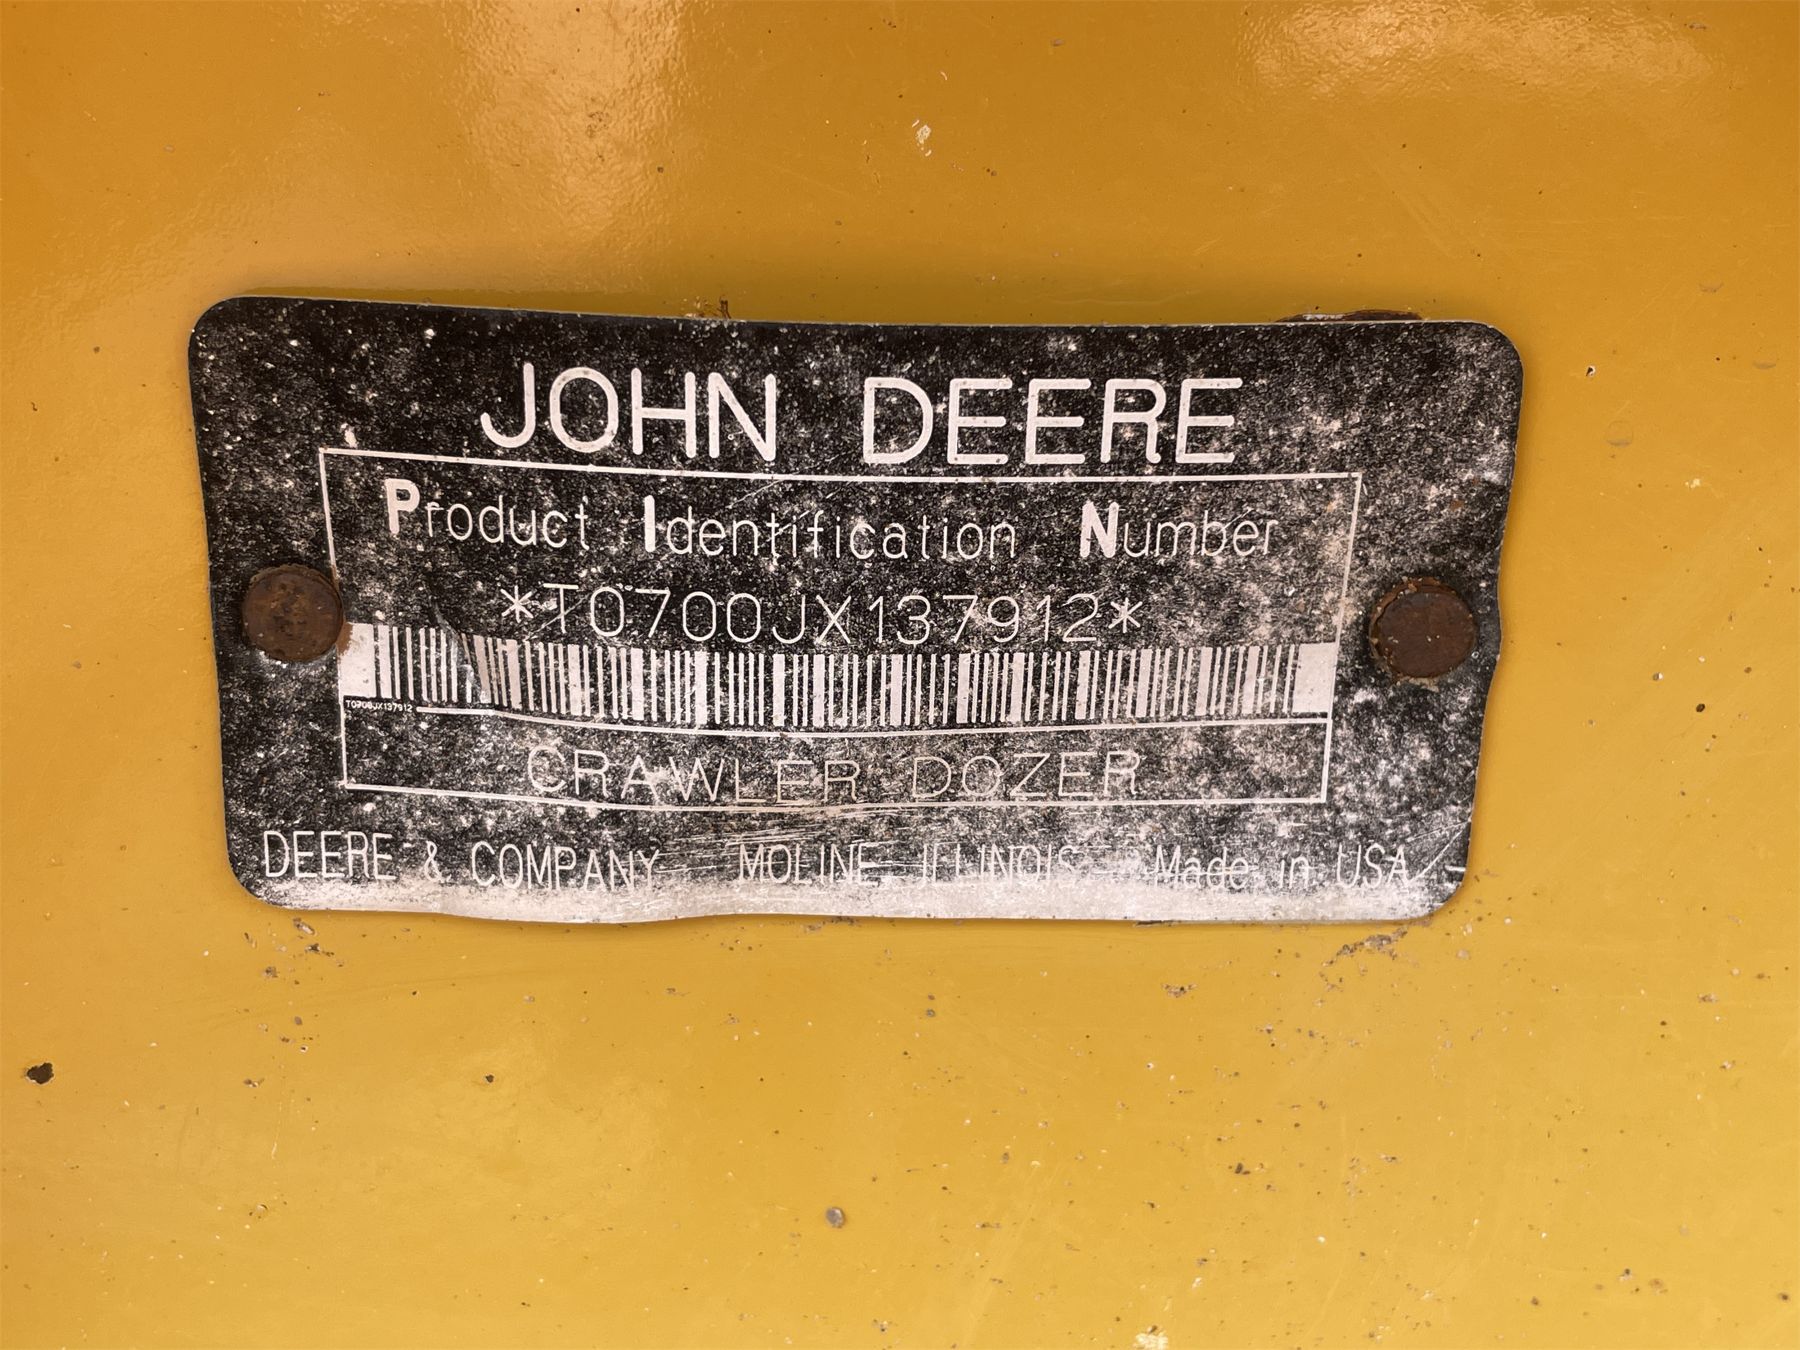 JOHN DEERE
Product Identification Number
*T0700JX137912*
T0700JX137912
CRAWLER DOZER
DEERE & COMPANY MOLINE, ILLINOIS Made in USA